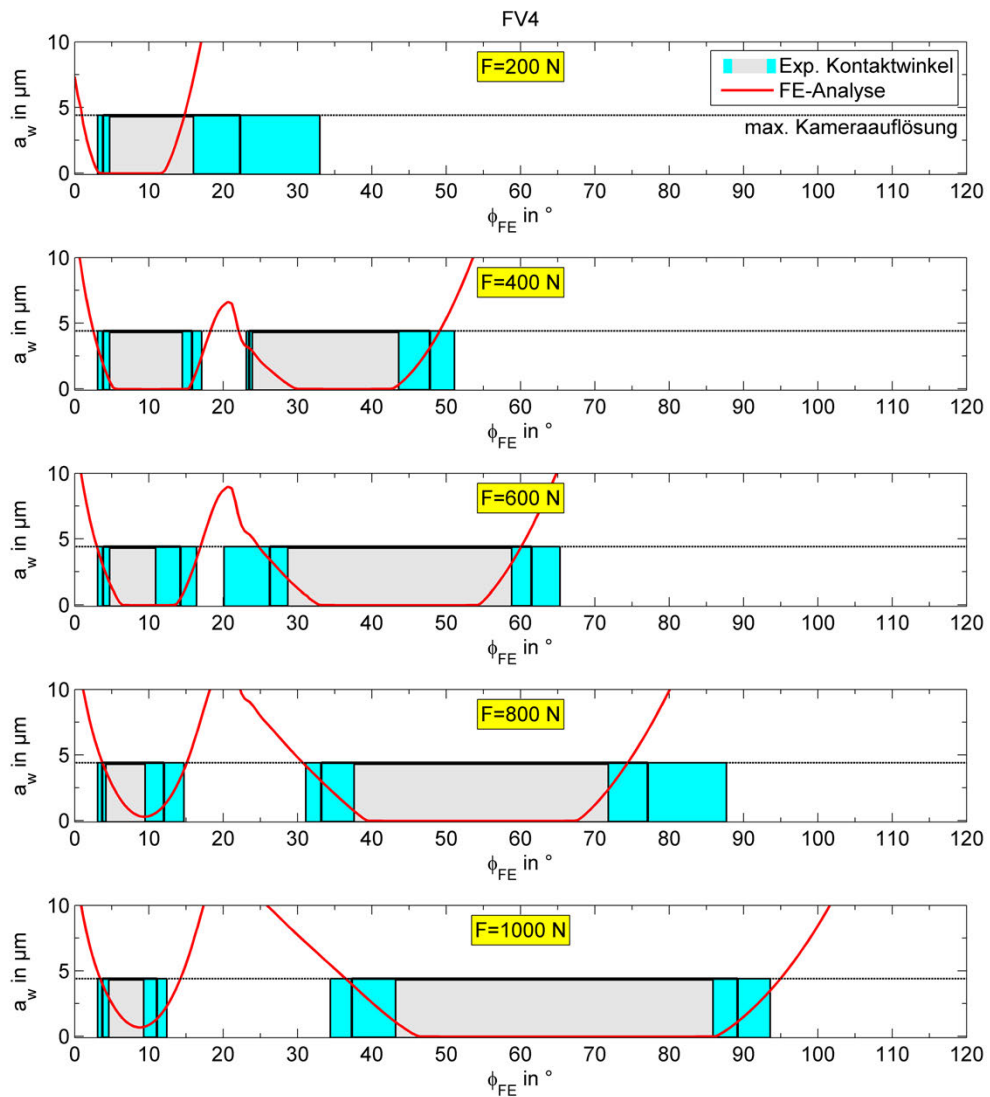 FV4
F=200 N
Exp. Kontaktwinkel
FE-Analyse
max. Kameraauflösung
a_w in µm
10
5
0
0 10 20 30 40 50 60 70 80 90 100 110 120
ϕ_FE in °
F=400 N
a_w in µm
10
5
0
0 10 20 30 40 50 60 70 80 90 100 110 120
ϕ_FE in °
F=600 N
a_w in µm
10
5
0
0 10 20 30 40 50 60 70 80 90 100 110 120
ϕ_FE in °
F=800 N
a_w in µm
10
5
0
0 10 20 30 40 50 60 70 80 90 100 110 120
ϕ_FE in °
F=1000 N
a_w in µm
10
5
0
0 10 20 30 40 50 60 70 80 90 100 110 120
ϕ_FE in °